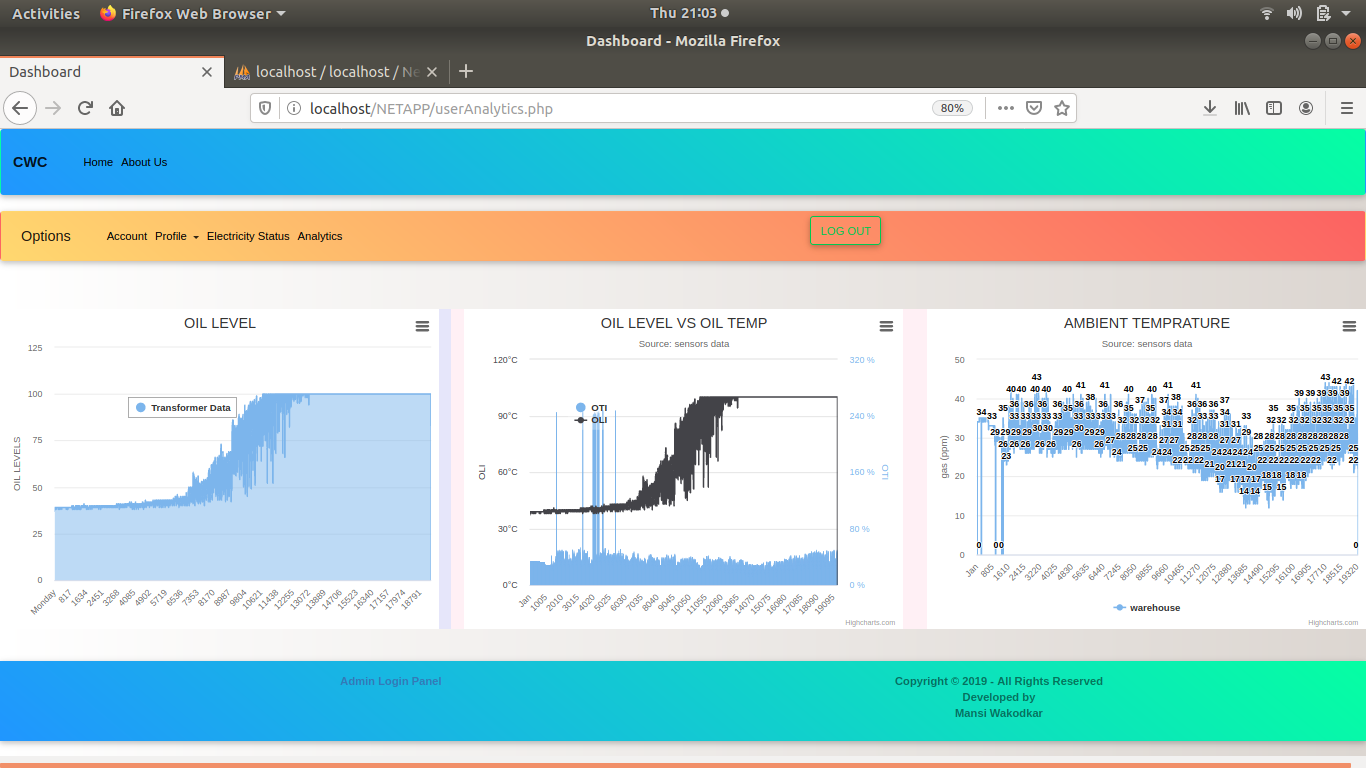 Activities Firefox Web Browser Thu 21:03
Dashboard - Mozilla Firefox
Dashboard localhost / localhost / Ne
localhost/NETAPP/userAnalytics.php 80%
CWC Home About Us
Options Account Profile Electricity Status Analytics LOG OUT
OIL LEVEL
125
100
75
50
25
0
OIL LEVELS
Transformer Data
Monday 817 1634 2451 3268 4085 4902 5719 6536 7353 8170 8987 9804 10621 11438 12255 13072 13889 14706 15523 16340 17157 17974 18791
OIL LEVEL VS OIL TEMP
Source: sensors data
120°C
90°C
60°C
30°C
0°C
OLI
OTI
OLI
320 %
240 %
160 %
80 %
0 %
OTI
Jan 1005 2010 3015 4020 5025 6030 7035 8040 9045 10050 11055 12060 13065 14070 15075 16080 17085 18090 19095
Highcharts.com
AMBIENT TEMPRATURE
Source: sensors data
50
40
30
20
10
0
gas (ppm)
Jan 805 1610 2415 3220 4025 4830 5635 6440 7245 8050 8855 9660 10465 11270 12075 12880 13685 14490 15295 16100 16905 17710 18515 19320
warehouse
Highcharts.com
Admin Login Panel
Copyright © 2019 - All Rights Reserved
Developed by
Mansi Wakodkar